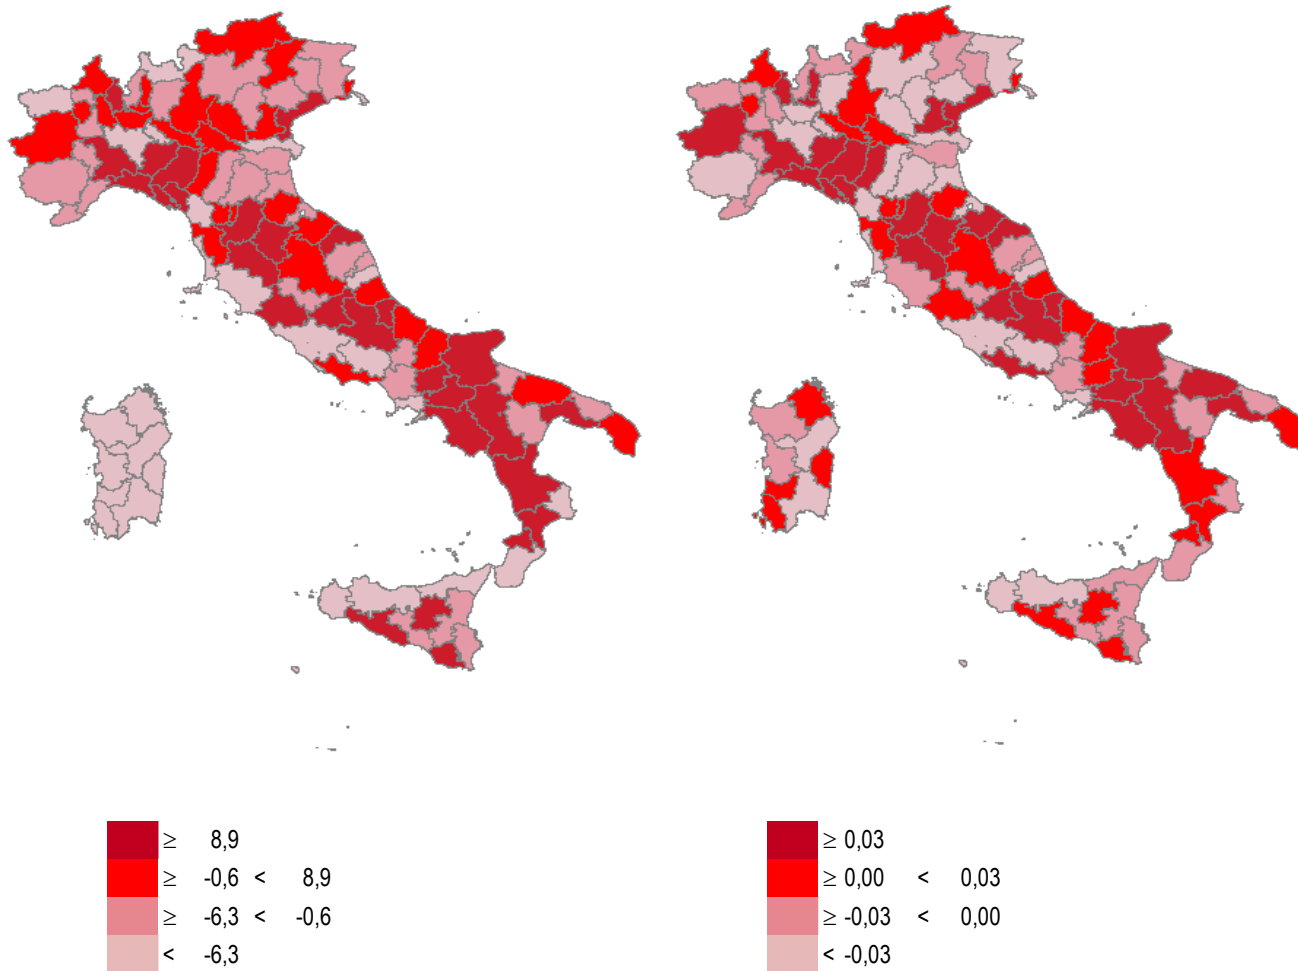 ≥ 8,9
≥ -0,6 < 8,9
≥ -6,3 < -0,6
< -6,3
≥ 0,03
≥ 0,00 < 0,03
≥ -0,03 < 0,00
< -0,03